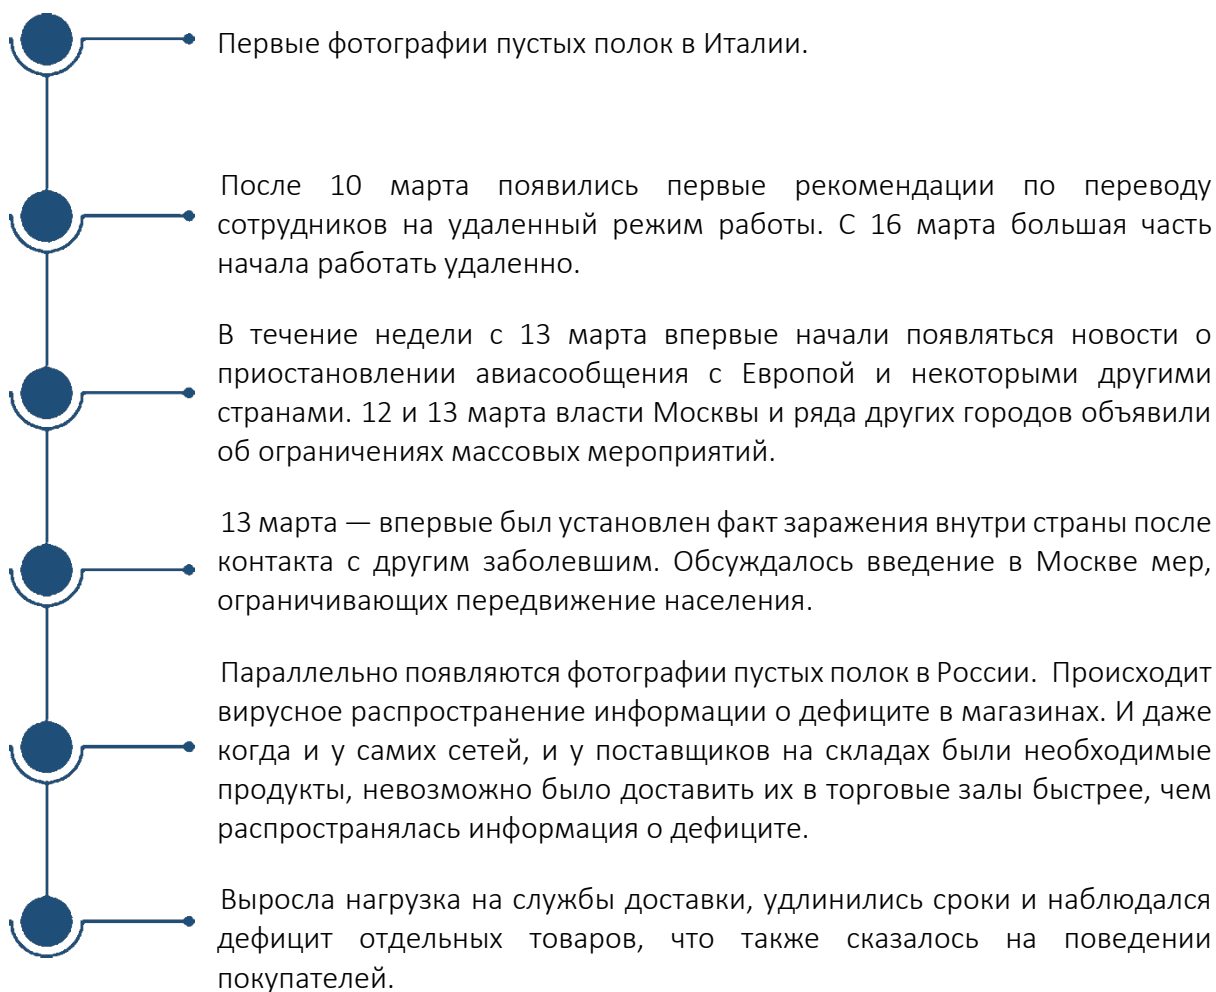 Первые фотографии пустых полок в Италии.
После 10 марта появились первые рекомендации по переводу
сотрудников на удаленный режим работы. С 16 марта большая часть
начала работать удаленно.
В течение недели с 13 марта впервые начали появляться новости о
приостановлении авиасообщения с Европой и некоторыми другими
странами. 12 и 13 марта власти Москвы и ряда других городов объявили
об ограничениях массовых мероприятий.
13 марта — впервые был установлен факт заражения внутри страны после
контакта с другим заболевшим. Обсуждалось введение в Москве мер,
ограничивающих передвижение населения.
Параллельно появляются фотографии пустых полок в России. Происходит
вирусное распространение информации о дефиците в магазинах. И даже
когда и у самих сетей, и у поставщиков на складах были необходимые
продукты, невозможно было доставить их в торговые залы быстрее, чем
распространялась информация о дефиците.
Выросла нагрузка на службы доставки, удлинились сроки и наблюдался
дефицит отдельных товаров, что также сказалось на поведении
покупателей.